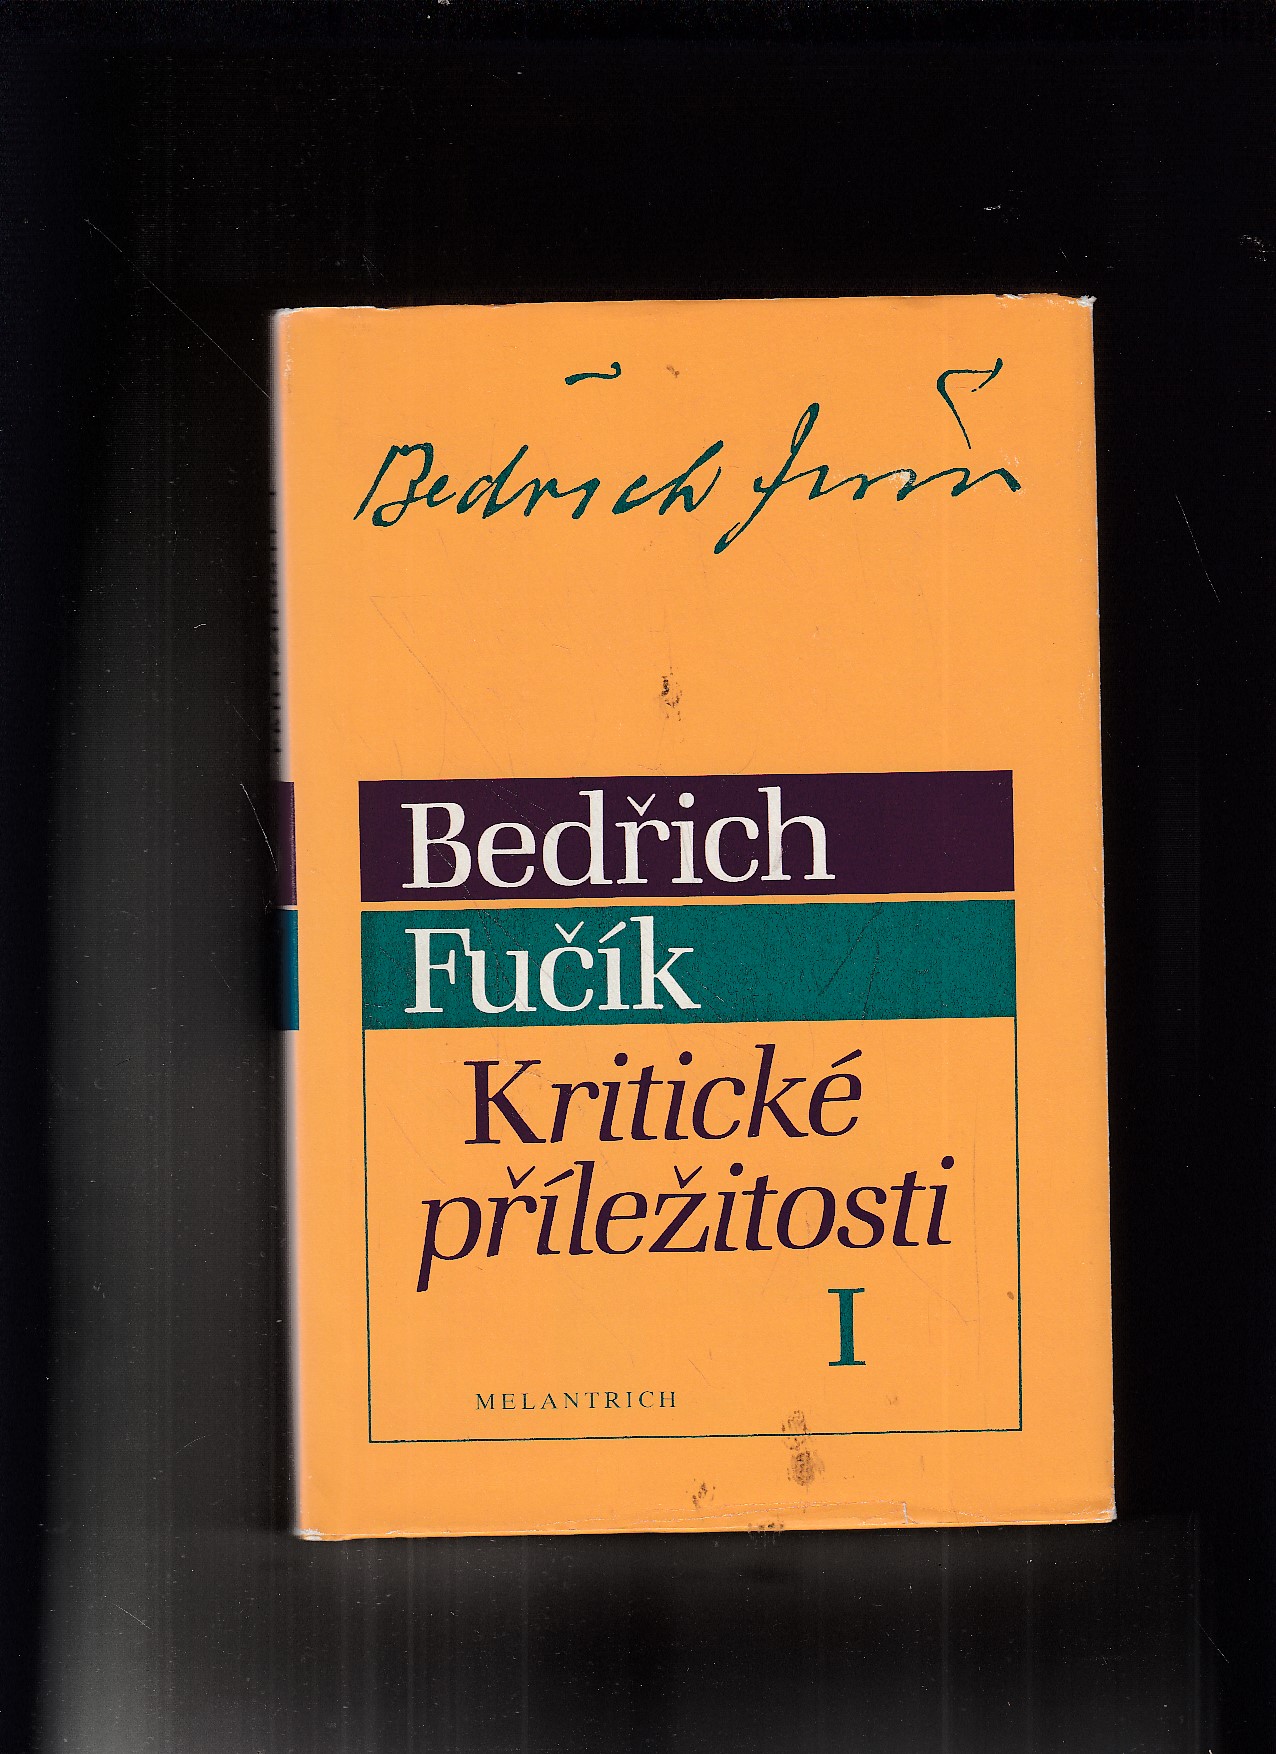 Bedřich Fučík
Bedřich
Fučík
Kritické
příležitosti
I
MELANTRICH